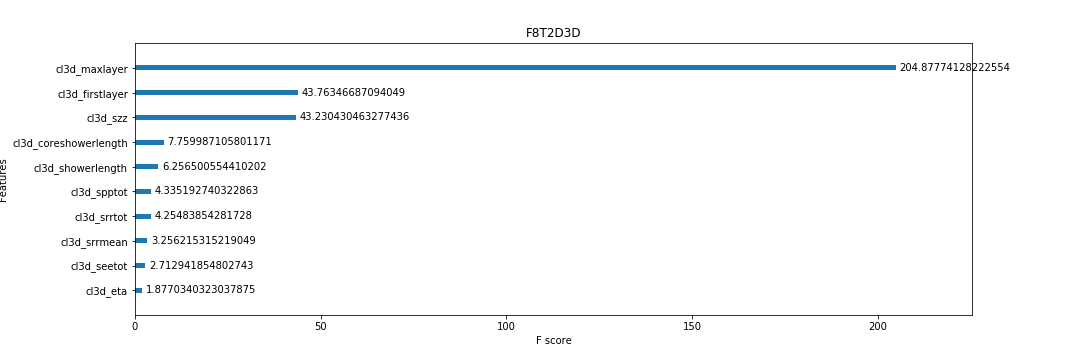 F8T2D3D
cl3d_maxlayer 204.87774128222554
cl3d_firstlayer 43.76346687094049
cl3d_szz 43.230430463277436
cl3d_coreshowerlength 7.759987105801171
cl3d_showerlength 6.256500554410202
cl3d_spptot 4.335192740322863
cl3d_srrtot 4.25483854281728
cl3d_srrmean 3.256215315219049
cl3d_seetot 2.712941854802743
cl3d_eta 1.8770340323037875
Features
0 50 100 150 200
F score